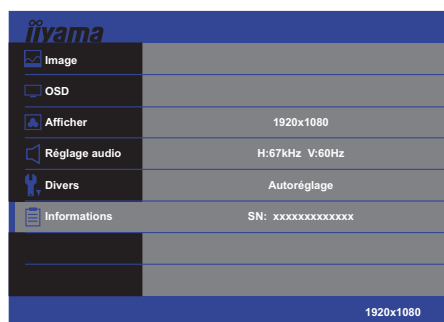 iiyama
Image
OSD
Afficher 1920x1080
Réglage audio H:67kHz V:60Hz
Divers Autoréglage
Informations SN: xxxxxxxxxxxxx
1920x1080